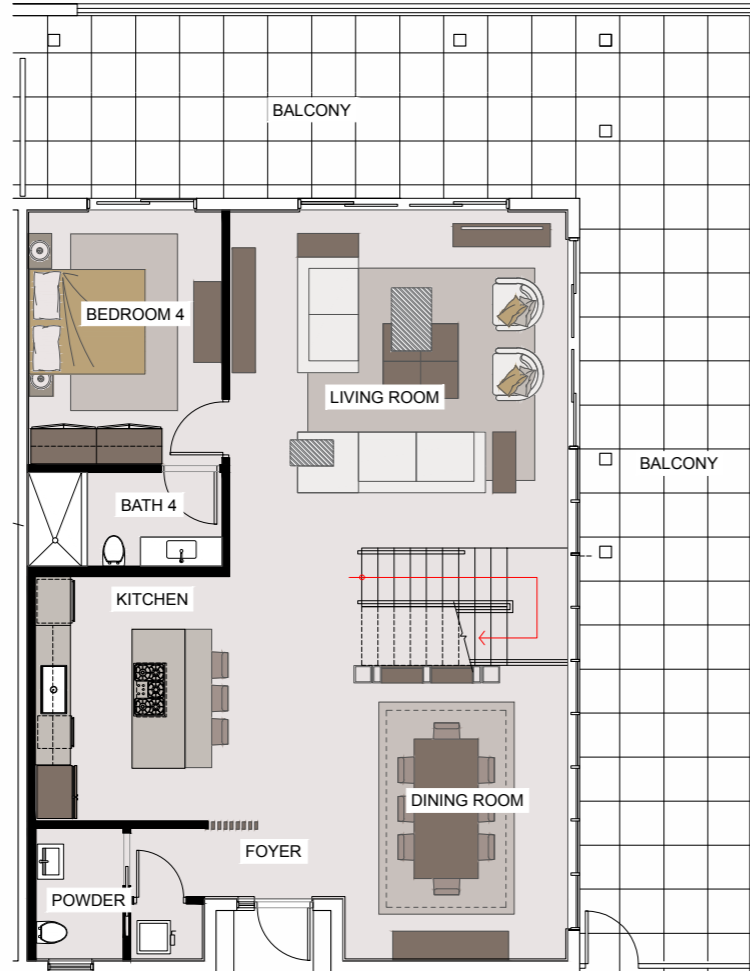 BALCONY
BEDROOM 4
LIVING ROOM
BALCONY
BATH 4
KITCHEN
DINING ROOM
FOYER
POWDER